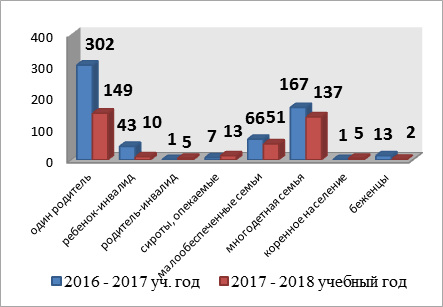 400
300
200
100
0
302
149
43
10
1
5
7
13
66
51
167
137
1
5
13
2
один родитель
ребенок-инвалид
родитель-инвалид
сироты, опекаемые
малообеспеченные семьи
многодетная семья
коренное население
беженцы
2016 - 2017 уч. год
2017 - 2018 учебный год